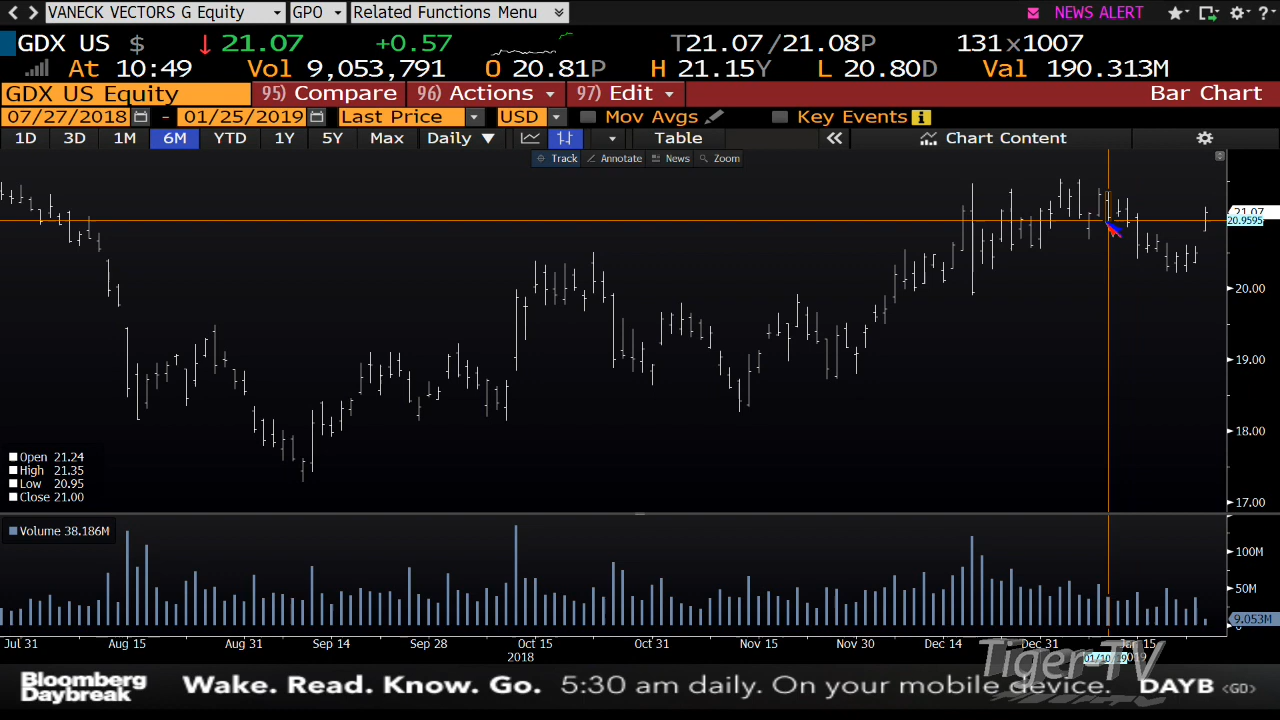 VANECK VECTORS G Equity GPO Related Functions Menu NEWS ALERT ?
GDX US $ ↓ 21.07 +0.57 T21.07/21.08P 131x1007
At 10:49 Vol 9,053,791 O 20.81P H 21.15Y L 20.80D Val 190.313M
GDX US Equity 95) Compare 96) Actions 97) Edit Bar Chart
07/27/2018 - 01/25/2019 Last Price USD Mov Avgs Key Events i
1D 3D 1M 6M YTD 1Y 5Y Max Daily ▼ Table « Chart Content
Track Annotate News Zoom
21.07
20.9595
20.00
19.00
18.00
17.00
Open 21.24
High 21.35
Low 20.95
Close 21.00
Volume 38.186M
100M
50M
9.053M
0
Jul 31 Aug 15 Aug 31 Sep 14 Sep 28 Oct 15 Oct 31 Nov 15 Nov 30 Dec 14 Dec 31 Jan 15
2018 2019
Tiger-TV
Bloomberg
Daybreak
Wake. Read. Know. Go. 5:30 am daily. On your mobile device. DAYB <GO>